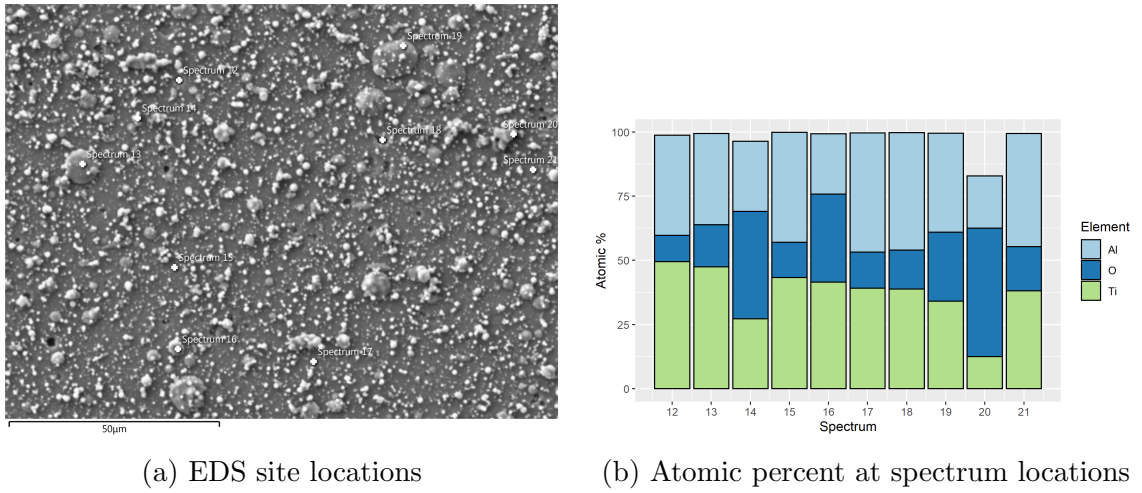 Spectrum 19
Spectrum 12
Spectrum 14
Spectrum 18
Spectrum 20
Spectrum 13
Spectrum 21
Spectrum 15
Spectrum 16
Spectrum 17
50µm
(a) EDS site locations
100
75
50
25
0
Atomic %
12 13 14 15 16 17 18 19 20 21
Spectrum
Element
Al
O
Ti
(b) Atomic percent at spectrum locations